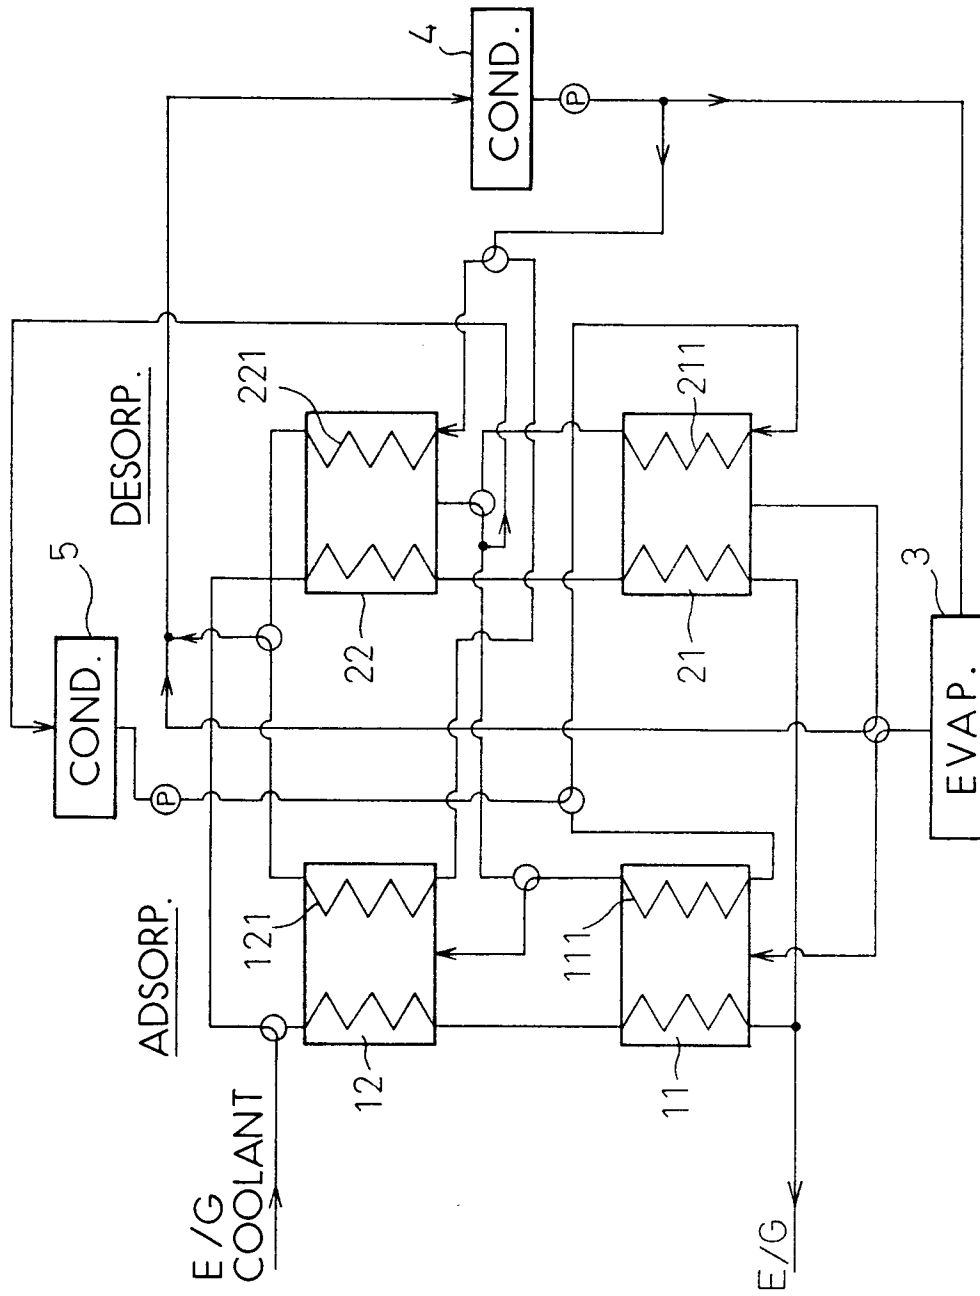 E/G
COOLANT
E/G
ADSORP.
DESORP.
12
121
11
111
COND.
5
P
22
221
21
211
COND.
4
P
EVAP.
3